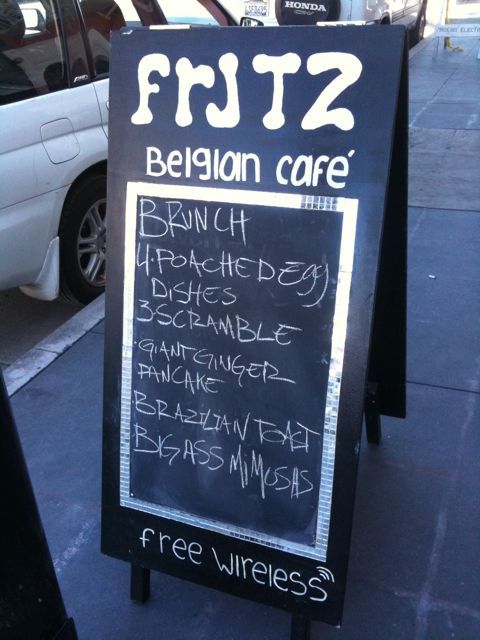 HONDA
FRITZ
Belgian café
BRUNCH
4·POACHED EGG
DISHES
3 SCRAMBLE
·GIANT GINGER
PANCAKE
·BRAZILIAN TOAST
BIG ASS MIMOSAS
free wireless